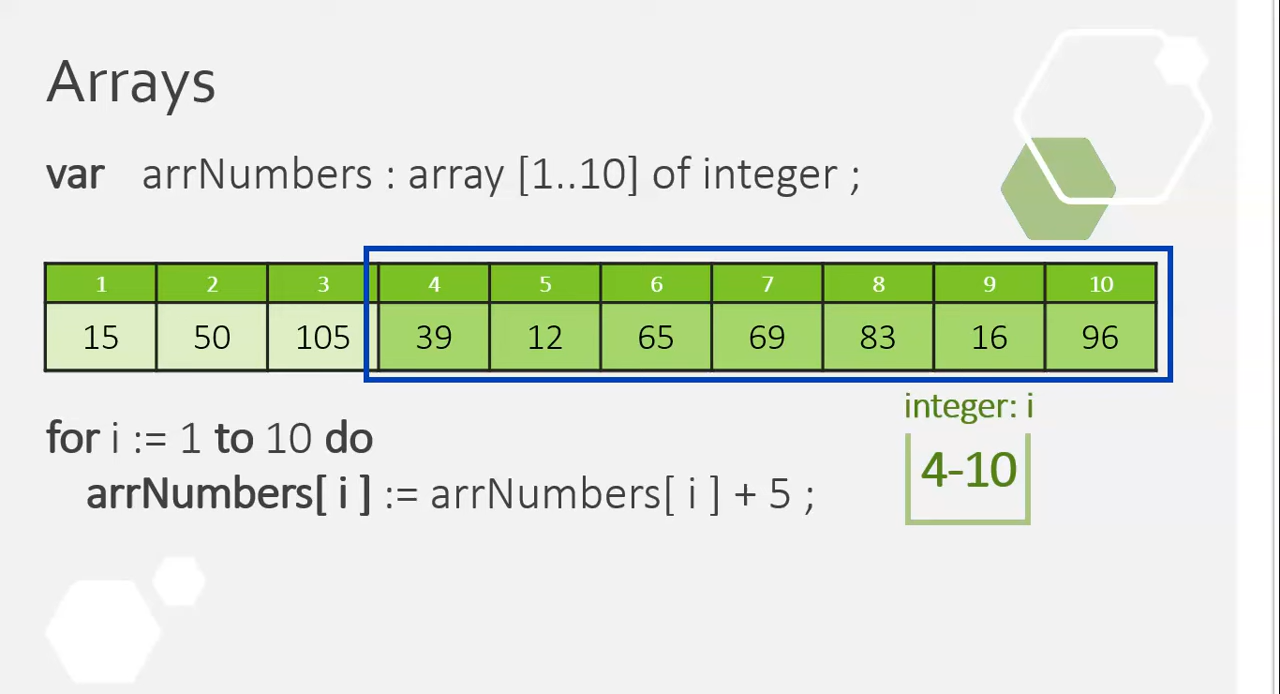 Arrays
var arrNumbers : array [1..10] of integer ;
1 2 3 4 5 6 7 8 9 10
15 50 105 39 12 65 69 83 16 96
integer: i
for i := 1 to 10 do
4-10
arrNumbers[ i ] := arrNumbers[ i ] + 5 ;